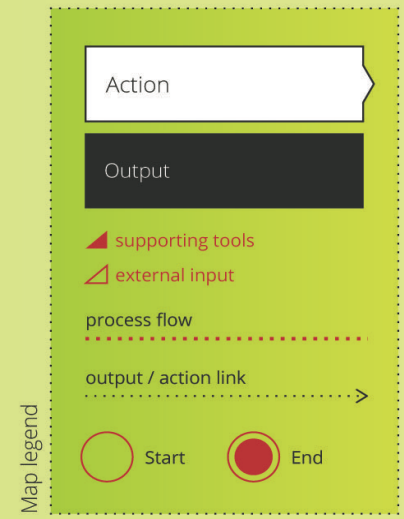 Action
Output
supporting tools
external input
process flow
output / action link
Start
End
Map legend